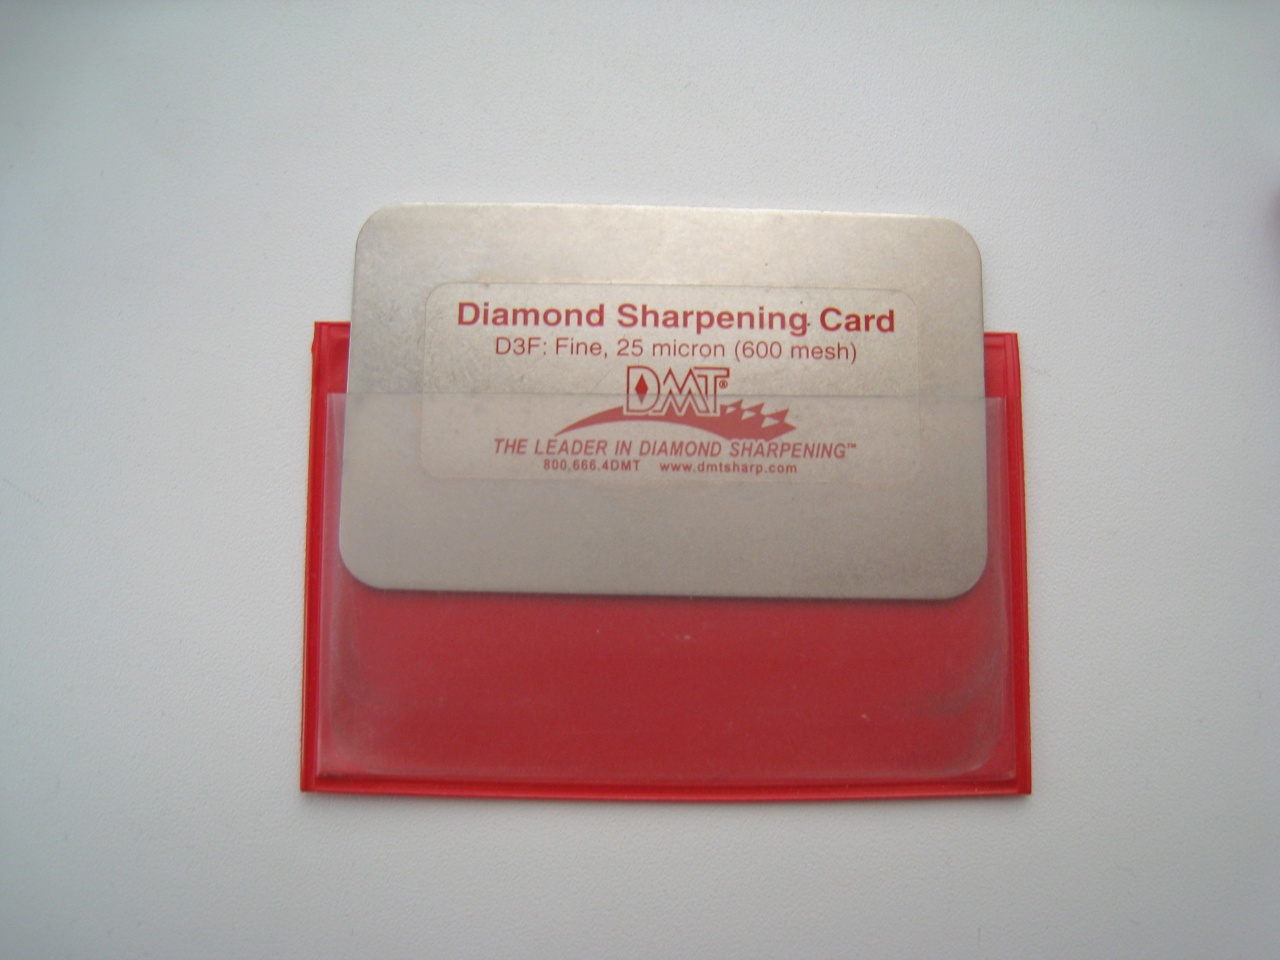 Diamond Sharpening Card
D3F: Fine, 25 micron (600 mesh)
DMT®
THE LEADER IN DIAMOND SHARPENING™
800.666.4DMT www.dmtsharp.com